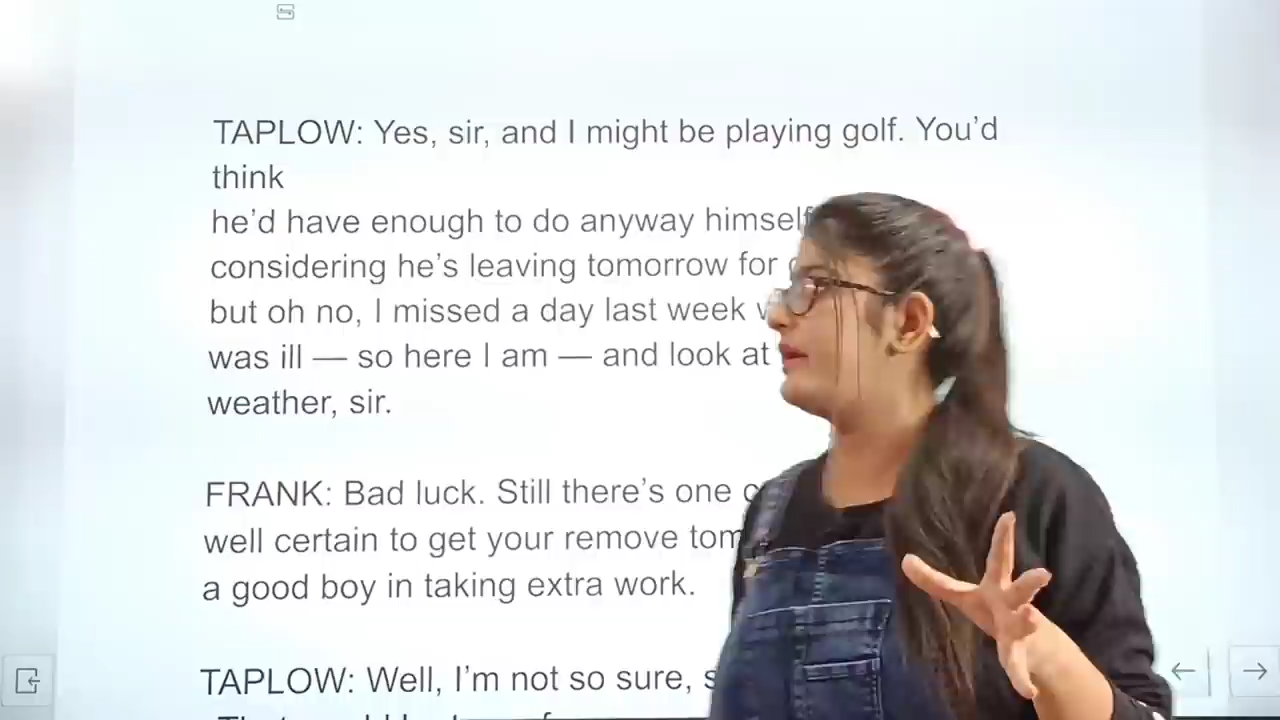 TAPLOW: Yes, sir, and I might be playing golf. You’d
think
he’d have enough to do anyway himself
considering he’s leaving tomorrow for
but oh no, I missed a day last week
was ill — so here I am — and look at
weather, sir.
FRANK: Bad luck. Still there’s one
well certain to get your remove
a good boy in taking extra work.
TAPLOW: Well, I’m not so sure,